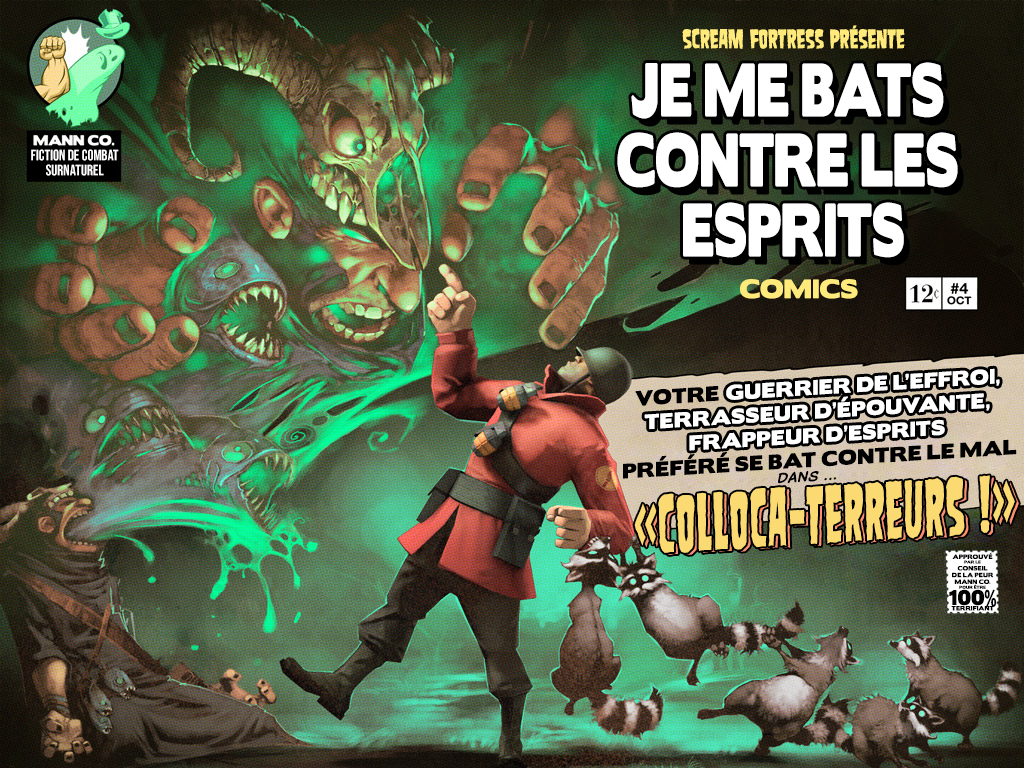 MANN CO.
FICTION DE COMBAT
SURNATUREL
SCREAM FORTRESS PRÉSENTE
JE ME BATS
CONTRE LES
ESPRITS
COMICS
12¢
#4
OCT
VOTRE GUERRIER DE L'EFFROI,
TERRASSEUR D'ÉPOUVANTE,
FRAPPEUR D'ESPRITS
PRÉFÉRÉ SE BAT CONTRE LE MAL
DANS ...
«COLLOCA-TERREURS !»
APPROUVÉ
PAR LE
CONSEIL
DE LA PEUR
MANN CO.
POUR ÊTRE
100%
TERRIFIANT